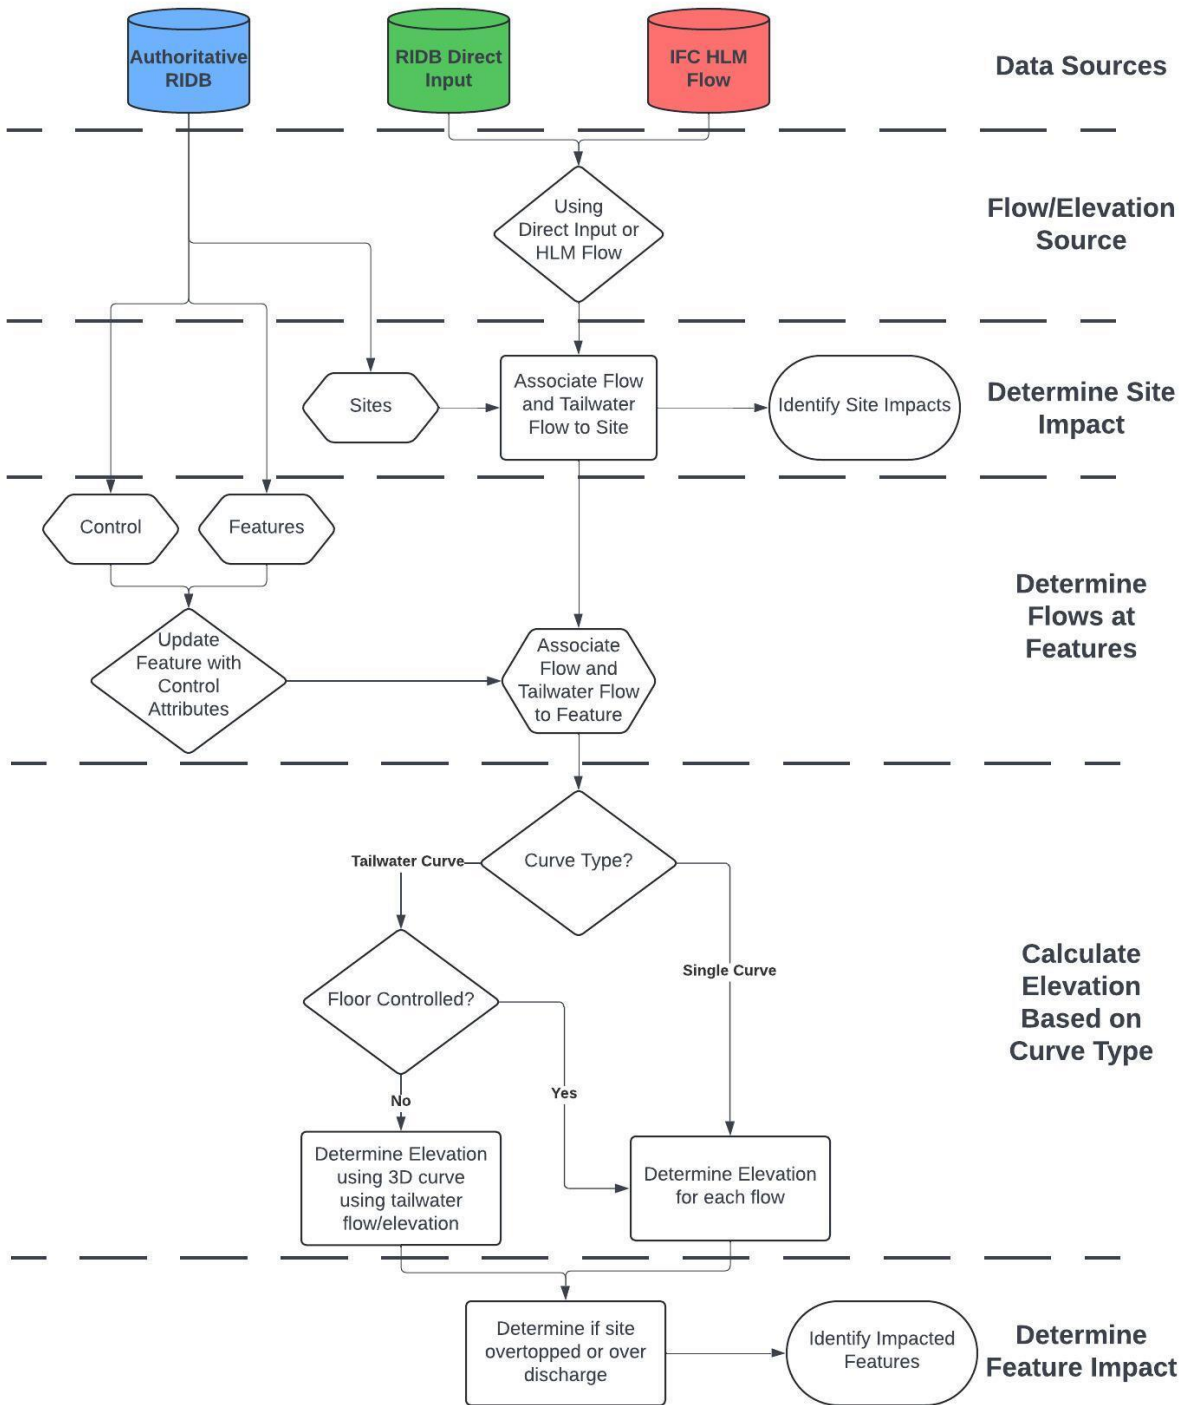 Authoritative
RIDB
RIDB Direct
Input
IFC HLM
Flow
Data Sources
Using
Direct Input or
HLM Flow
Flow/Elevation
Source
Sites
Associate Flow
and Tailwater
Flow to Site
Identify Site Impacts
Determine Site
Impact
Control
Features
Update
Feature with
Control
Attributes
Associate
Flow and
Tailwater Flow
to Feature
Determine
Flows at
Features
Curve Type?
Tailwater Curve
Single Curve
Floor Controlled?
No
Yes
Calculate
Elevation
Based on
Curve Type
Determine Elevation
using 3D curve
using tailwater
flow/elevation
Determine Elevation
for each flow
Determine if site
overtopped or over
discharge
Identify Impacted
Features
Determine
Feature Impact